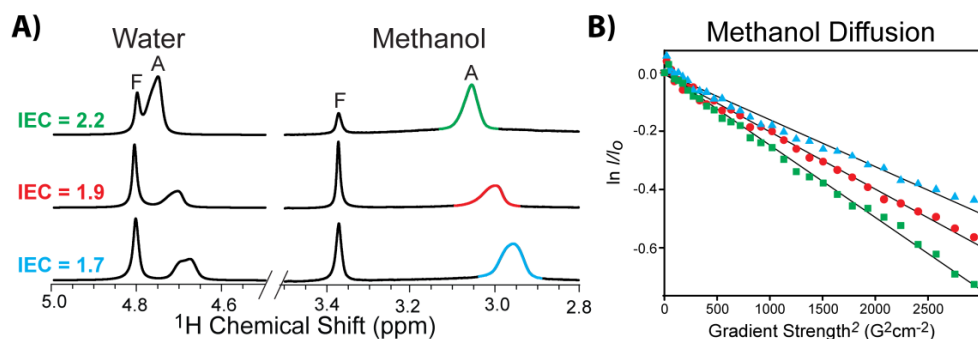 A)
Water
Methanol
F
A
F
A
IEC = 2.2
IEC = 1.9
IEC = 1.7
5.0 4.6 3.4 3.2 3.0 2.8
¹H Chemical Shift (ppm)
B)
Methanol Diffusion
ln I/Io
0.0
-0.2
-0.4
-0.6
0 500 1000 1500 2000 2500
Gradient Strength² (G²cm-²)